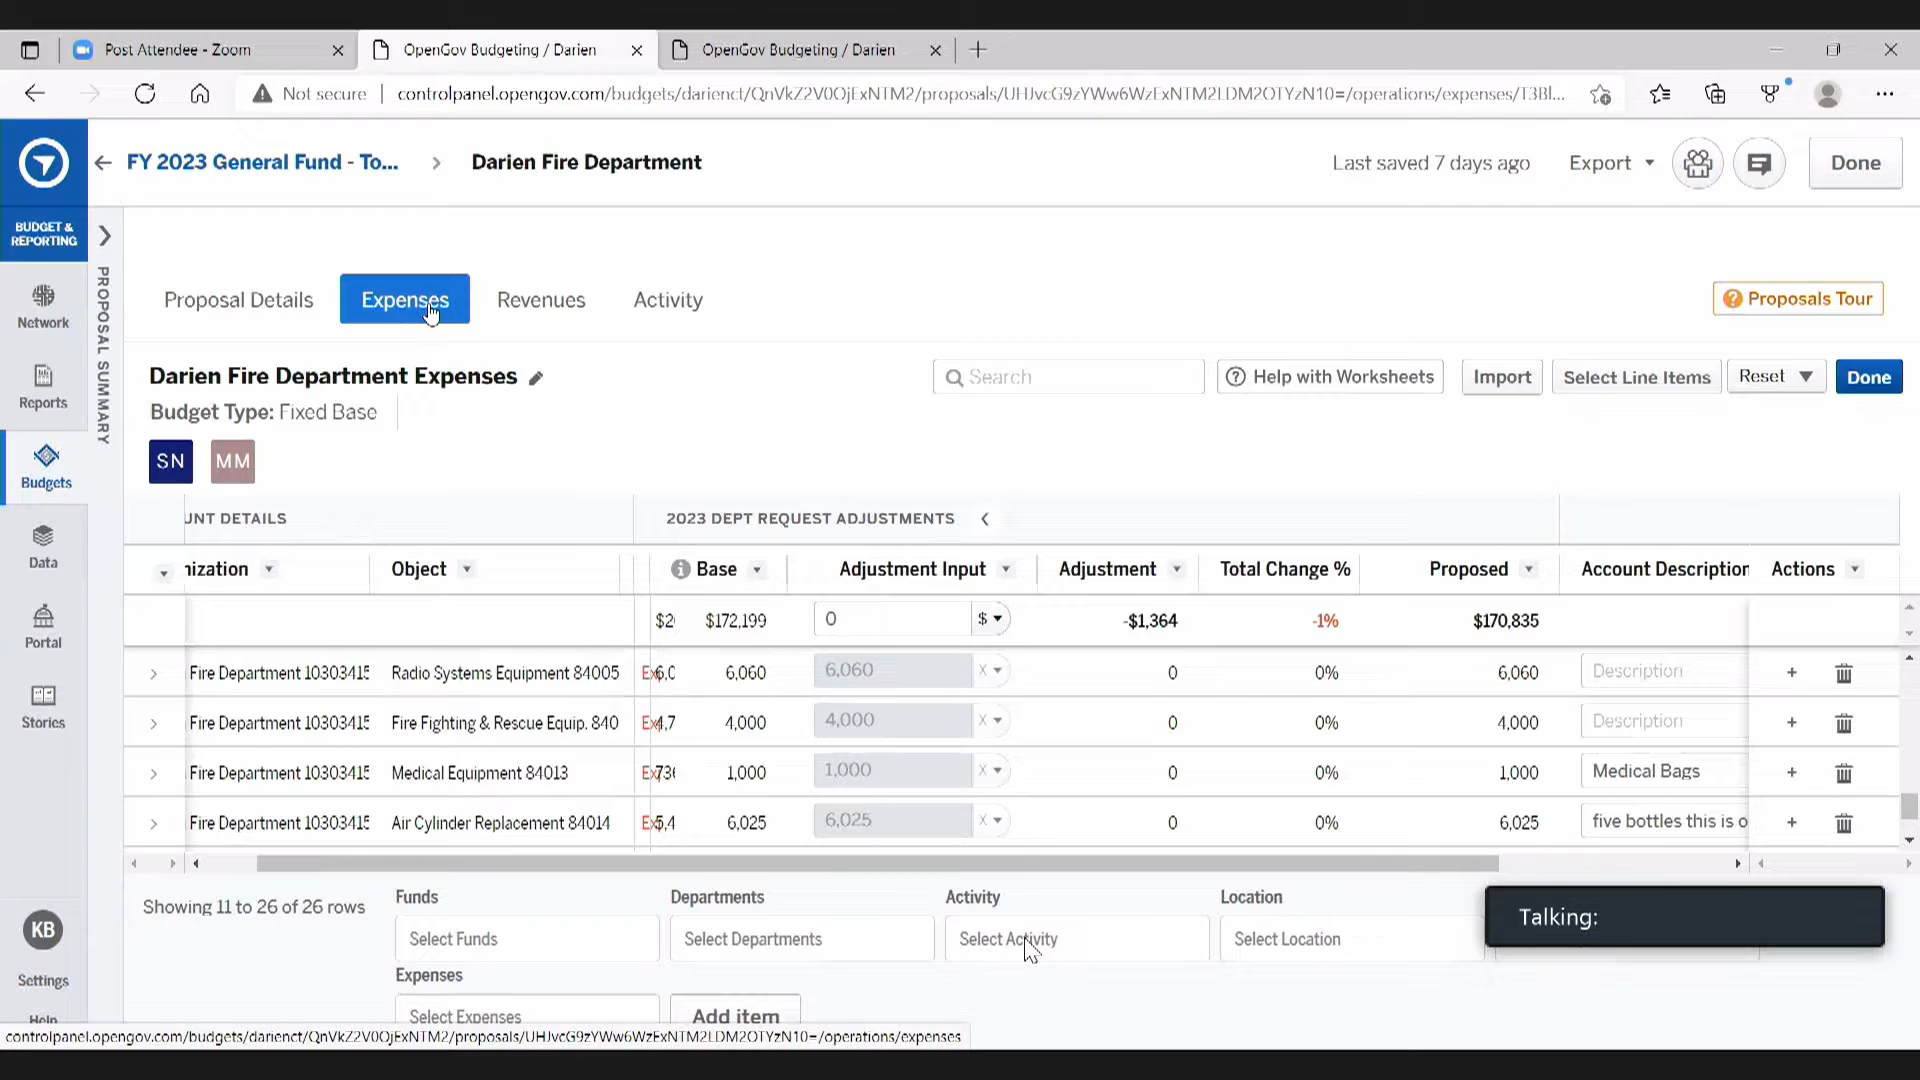 Post Attendee - Zoom
OpenGov Budgeting / Darien
OpenGov Budgeting / Darien
Not secure
controlpanel.opengov.com/budgets/darienct/QnVkZ2V0OjExNTM2/proposals/UHJvcG9zYWw6WzExNTM2LDM2OTYzN10=/operations/expenses/T3Bl...
FY 2023 General Fund - To...
Darien Fire Department
Last saved 7 days ago
Export
Done
BUDGET &
REPORTING
PROPOSAL SUMMARY
Network
Reports
Budgets
Data
Portal
Stories
KB
Settings
Help
Proposal Details
Expenses
Revenues
Activity
Proposals Tour
Darien Fire Department Expenses
Search
Help with Worksheets
Import
Select Line Items
Reset
Done
Budget Type: Fixed Base
SN
MM
UNT DETAILS
2023 DEPT REQUEST ADJUSTMENTS
nization
Object
Base
Adjustment Input
Adjustment
Total Change %
Proposed
Account Description
Actions
$2 $172,199 0 $ -$1,364 -1% $170,835
Fire Department 10303415 Radio Systems Equipment 84005 6,060 6,060 X 0 0% 6,060 Description +
Fire Department 10303415 Fire Fighting & Rescue Equip. 840 4,000 4,000 X 0 0% 4,000 Description +
Fire Department 10303415 Medical Equipment 84013 1,000 1,000 X 0 0% 1,000 Medical Bags +
Fire Department 10303415 Air Cylinder Replacement 84014 6,025 6,025 X 0 0% 6,025 five bottles this is o +
Showing 11 to 26 of 26 rows
Funds
Select Funds
Departments
Select Departments
Activity
Select Activity
Location
Select Location
Talking:
Expenses
Select Expenses
Add item
controlpanel.opengov.com/budgets/darienct/QnVkZ2V0OjExNTM2/proposals/UHJvcG9zYWw6WzExNTM2LDM2OTYzN10=/operations/expenses